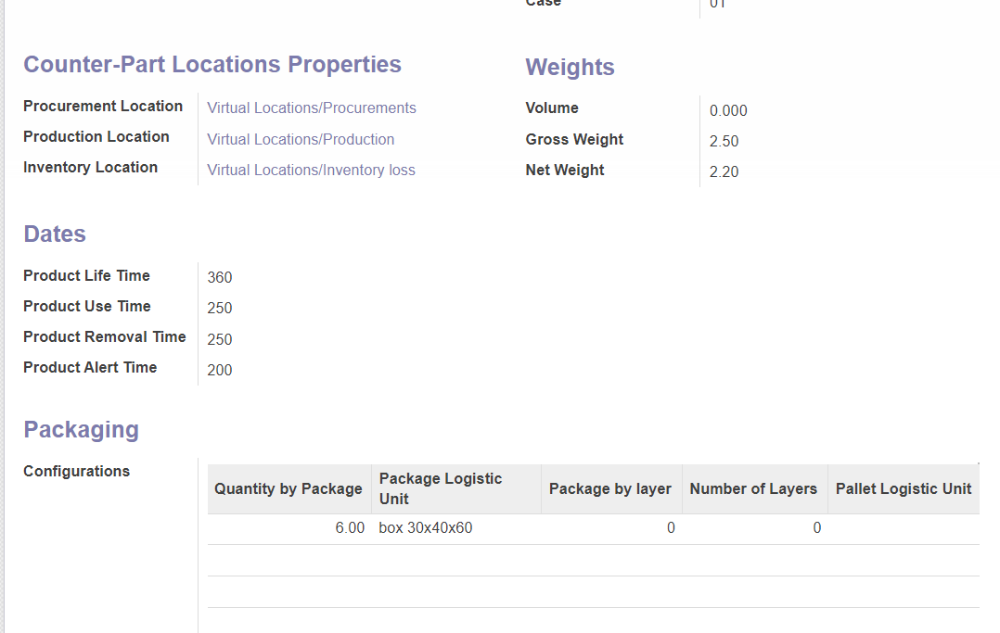 Case 01
Counter-Part Locations Properties
Procurement Location Virtual Locations/Procurements
Production Location Virtual Locations/Production
Inventory Location Virtual Locations/Inventory loss
Weights
Volume 0.000
Gross Weight 2.50
Net Weight 2.20
Dates
Product Life Time 360
Product Use Time 250
Product Removal Time 250
Product Alert Time 200
Packaging
Configurations
Quantity by Package Package Logistic Unit Package by layer Number of Layers Pallet Logistic Unit
6.00 box 30x40x60 0 0